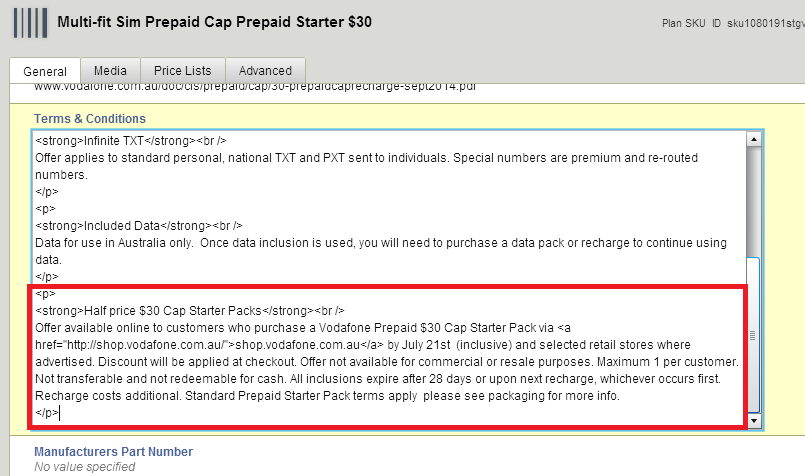 Multi-fit Sim Prepaid Cap Prepaid Starter $30
Plan SKU ID sku1080191stgv
General
Media
Price Lists
Advanced
www.vodafone.com.au/doc/cis/prepaid/cap/30-prepaidcaprecharge-sept2014.pdf
Terms & Conditions
<strong>Infinite TXT</strong><br />
Offer applies to standard personal, national TXT and PXT sent to individuals. Special numbers are premium and re-routed
numbers.
</p>
<p>
<strong>Included Data</strong><br />
Data for use in Australia only.  Once data inclusion is used, you will need to purchase a data pack or recharge to continue using
data.
</p>
<p>
<strong>Half price $30 Cap Starter Packs</strong><br />
Offer available online to customers who purchase a Vodafone Prepaid $30 Cap Starter Pack via <a
href="http://shop.vodafone.com.au/">shop.vodafone.com.au</a> by July 21st  (inclusive) and selected retail stores where
advertised. Discount will be applied at checkout. Offer not available for commercial or resale purposes. Maximum 1 per customer.
Not transferable and not redeemable for cash. All inclusions expire after 28 days or upon next recharge, whichever occurs first.
Recharge costs additional. Standard Prepaid Starter Pack terms apply  please see packaging for more info.
</p>
Manufacturers Part Number
No value specified